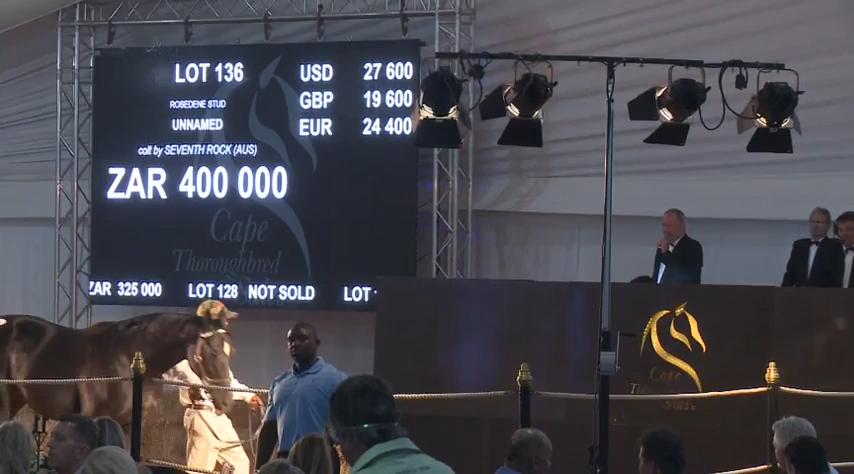 LOT 136
ROSEDENE STUD
UNNAMED
colt by SEVENTH ROCK (AUS)
USD 27 600
GBP 19 600
EUR 24 400
ZAR 400 000
Cape
Thoroughbred
ZAR 325 000 LOT 128 NOT SOLD LOT
Cape